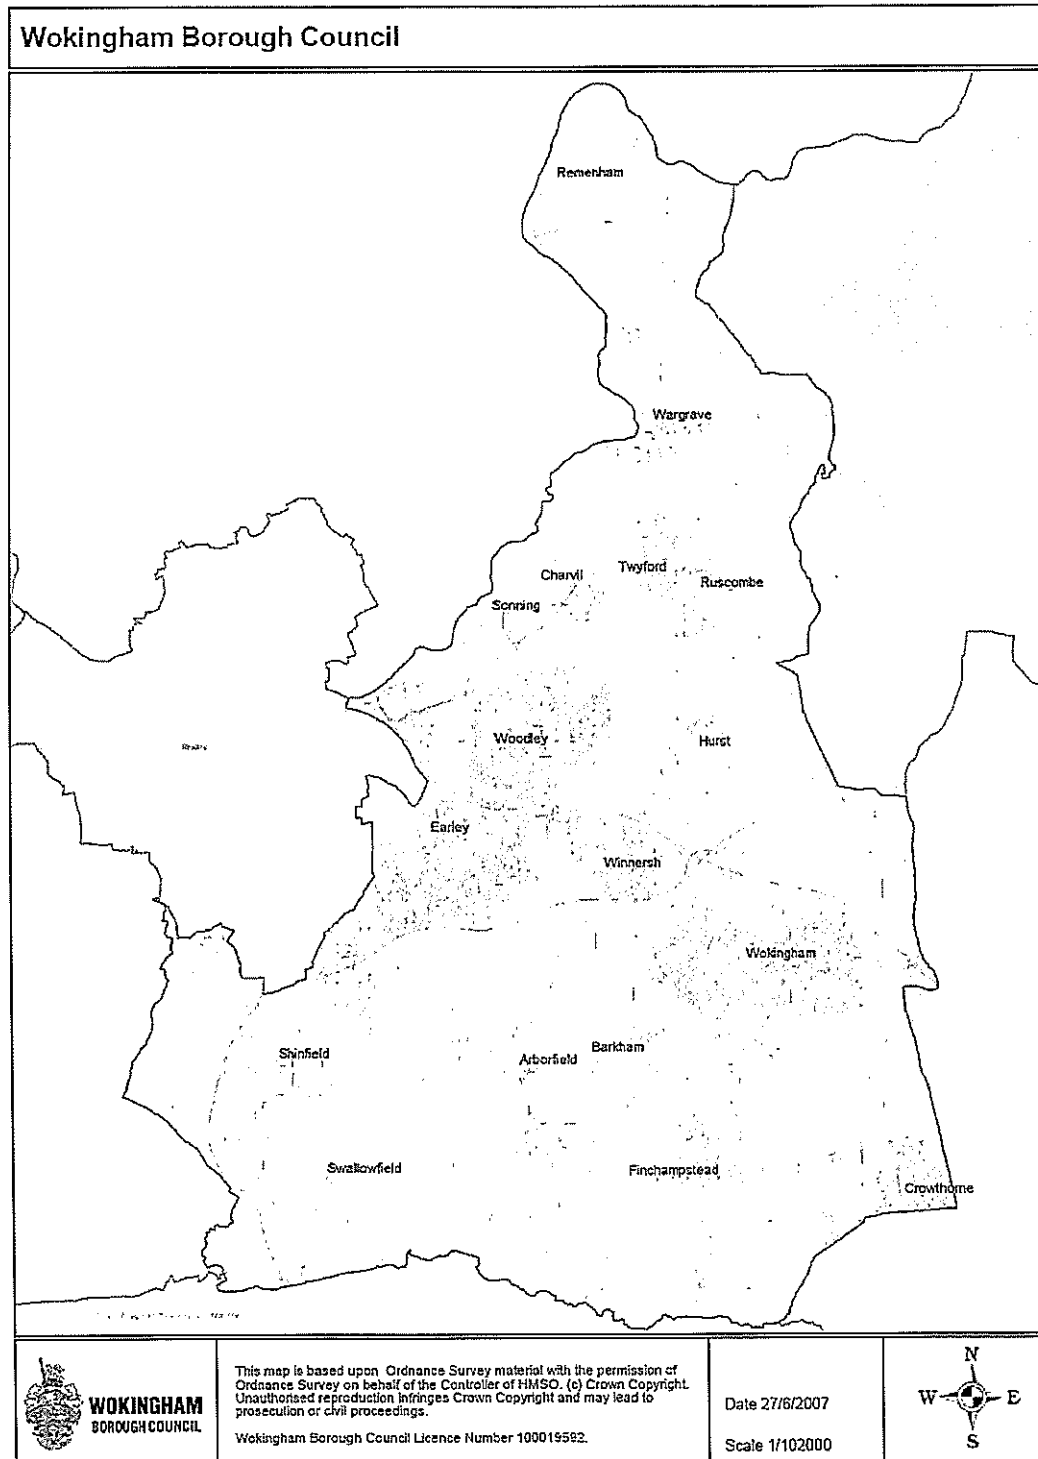 Wokingham Borough Council
Remenham
Wargrave
Charvil
Twyford
Ruscombe
Sonning
Woodley
Hurst
Earley
Winnersh
Wokingham
Shinfield
Arborfield
Barkham
Swallowfield
Finchampstead
Crowthorne
WOKINGHAM
BOROUGH COUNCIL
This map is based upon Ordnance Survey material with the permission of
Ordnance Survey on behalf of the Controller of HMSO. (c) Crown Copyright.
Unauthorised reproduction infringes Crown Copyright and may lead to
prosecution or civil proceedings.
Wokingham Borough Council Licence Number 100019592.
Date 27/6/2007
Scale 1/102000
N
W E
S